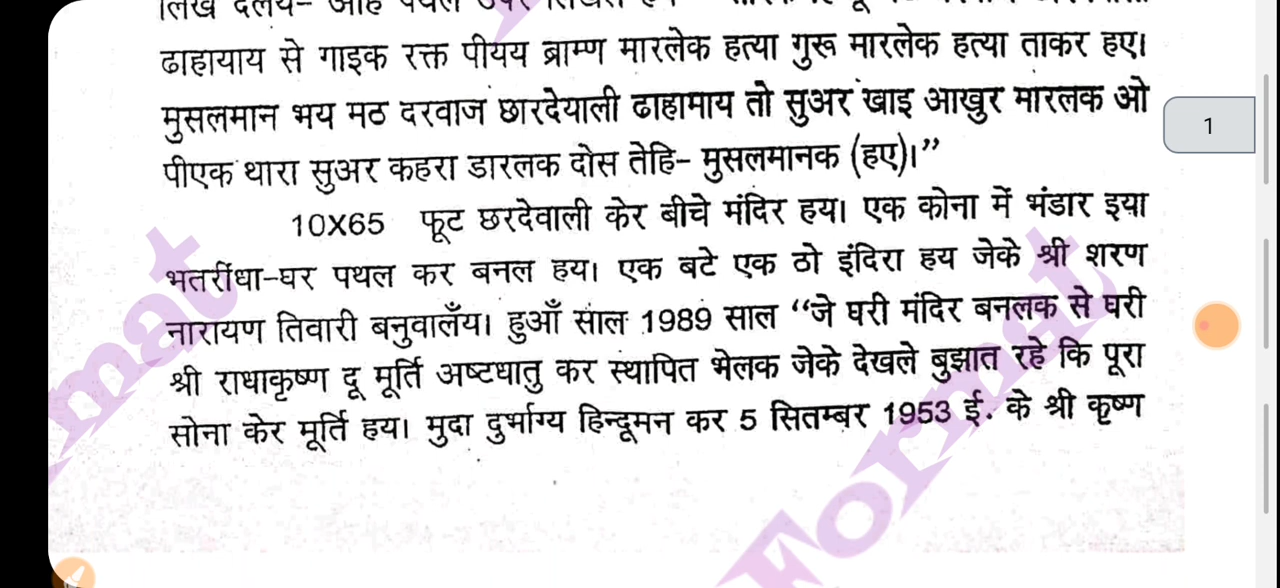 ढाहायाय से गाइक रक्त पीयय ब्राम्ण मारलेक हत्या गुरू मारलेक हत्या ताकर हए।
मुसलमान भय मठ दरवाज छारदेयाली ढाहामाय तो सुअर खाइ आखुर मारलक ओ
पीएक थारा सुअर कहरा डारलक दोस तेहि- मुसलमानक (हए)।”
10X65 फूट छरदेवाली केर बीचे मंदिर हय। एक कोना में भंडार इया
भतरींधा-घर पथल कर बनल हय। एक बटे एक ठो इंदिरा हय जेके श्री शरण
नारायण तिवारी बनुवालँय। हुआँ साल 1989 साल “जे घरी मंदिर बनलक से घरी
श्री राधाकृष्ण दू मूर्ति अष्टधातु कर स्थापित भेलक जेके देखले बुझात रहे कि पूरा
सोना केर मूर्ति हय। मुदा दुर्भाग्य हिन्दूमन कर 5 सितम्बर 1953 ई. के श्री कृष्ण
1
mat
Format